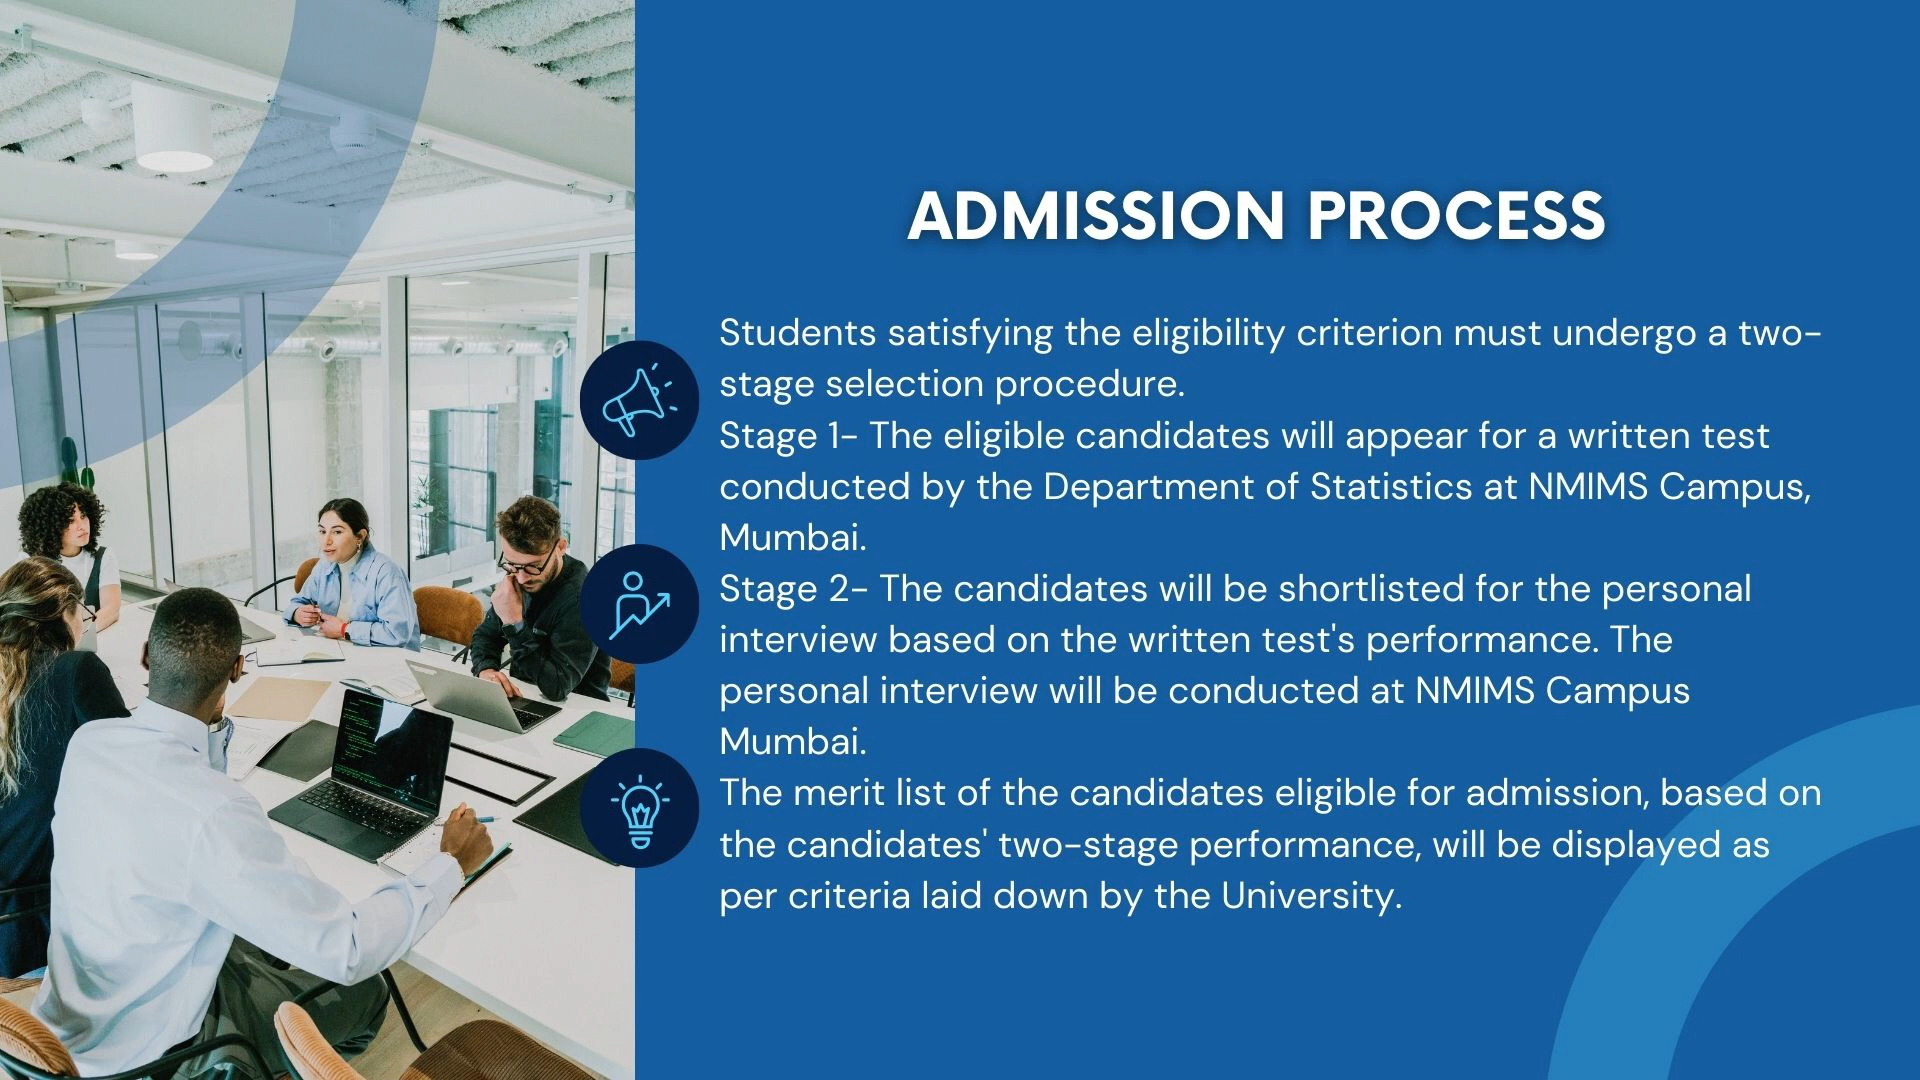 ADMISSION PROCESS
Students satisfying the eligibility criterion must undergo a two-
stage selection procedure.
Stage 1- The eligible candidates will appear for a written test
conducted by the Department of Statistics at NMIMS Campus,
Mumbai.
Stage 2- The candidates will be shortlisted for the personal
interview based on the written test's performance. The
personal interview will be conducted at NMIMS Campus
Mumbai.
The merit list of the candidates eligible for admission, based on
the candidates' two-stage performance, will be displayed as
per criteria laid down by the University.